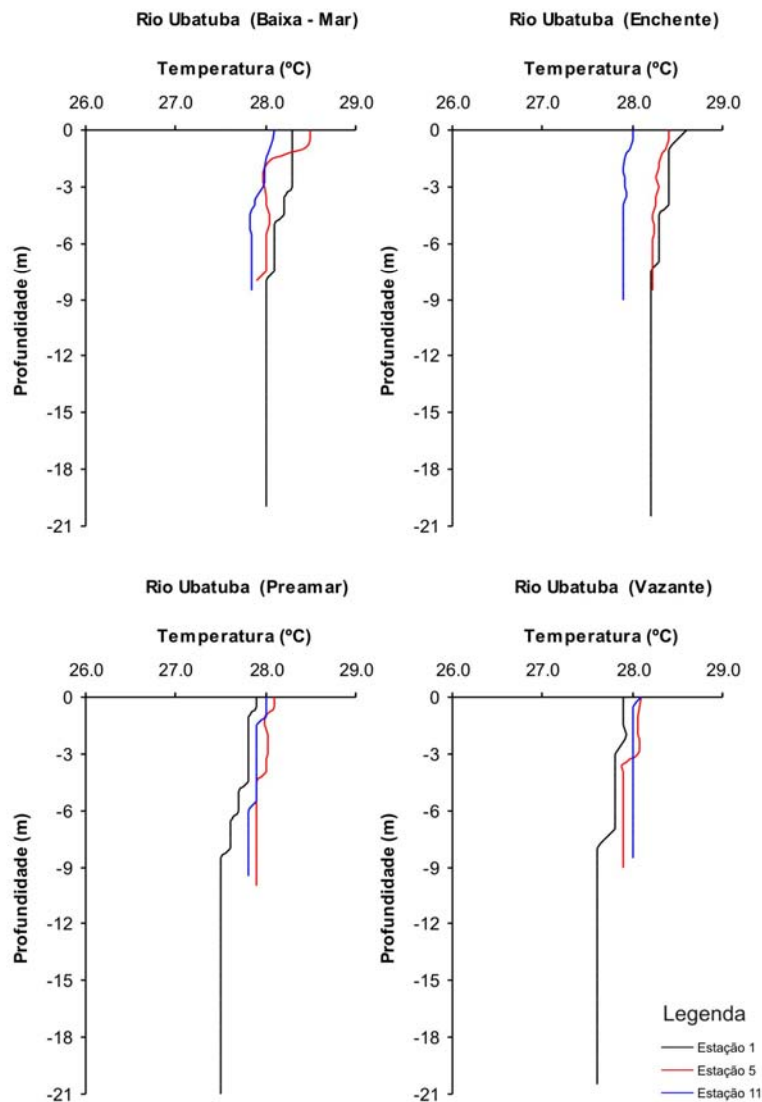 Rio Ubatuba (Baixa - Mar)
Temperatura (ºC)
26.0 27.0 28.0 29.0
0
-3
-6
-9
-12
-15
-18
-21
Profundidade (m)
Rio Ubatuba (Enchente)
Temperatura (ºC)
26.0 27.0 28.0 29.0
0
-3
-6
-9
-12
-15
-18
-21
Profundidade (m)
Rio Ubatuba (Preamar)
Temperatura (ºC)
26.0 27.0 28.0 29.0
0
-3
-6
-9
-12
-15
-18
-21
Profundidade (m)
Rio Ubatuba (Vazante)
Temperatura (ºC)
26.0 27.0 28.0 29.0
0
-3
-6
-9
-12
-15
-18
-21
Profundidade (m)
Legenda
Estação 1
Estação 5
Estação 11